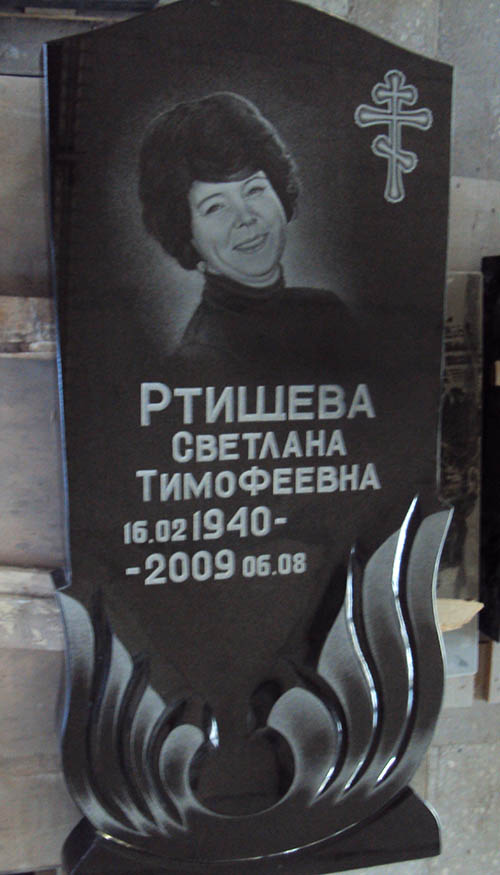 РТИЩЕВА
СВЕТЛАНА
ТИМОФЕЕВНА
16.02 1940-
-2009 06.08